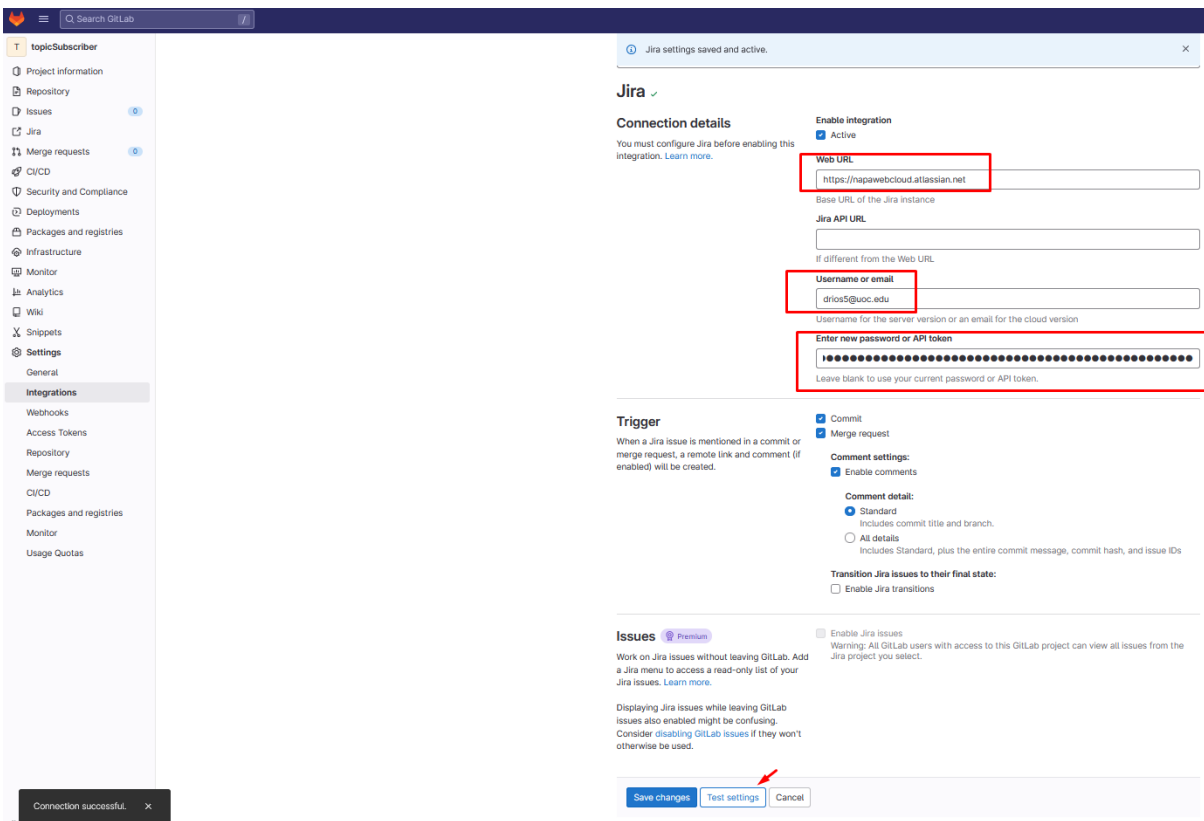 Search GitLab
/
T topicSubscriber
Project information
Repository
Issues 0
Jira
Merge requests 0
CI/CD
Security and Compliance
Deployments
Packages and registries
Infrastructure
Monitor
Analytics
Wiki
Snippets
Settings
General
Integrations
Webhooks
Access Tokens
Repository
Merge requests
CI/CD
Packages and registries
Monitor
Usage Quotas
Connection successful.
Jira settings saved and active.
Jira
Connection details
You must configure Jira before enabling this
integration. Learn more.
Enable integration
Active
Web URL
https://napawebcloud.atlassian.net
Base URL of the Jira instance
Jira API URL
If different from the Web URL
Username or email
drios5@uoc.edu
Username for the server version or an email for the cloud version
Enter new password or API token
Leave blank to use your current password or API token.
Trigger
When a Jira issue is mentioned in a commit or
merge request, a remote link and comment (if
enabled) will be created.
Commit
Merge request
Comment settings:
Enable comments
Comment detail:
Standard
Includes commit title and branch.
All details
Includes Standard, plus the entire commit message, commit hash, and issue IDs
Transition Jira issues to their final state:
Enable Jira transitions
Issues Premium
Work on Jira issues without leaving GitLab. Add
a Jira menu to access a read-only list of your
Jira issues. Learn more.
Displaying Jira issues while leaving GitLab
issues also enabled might be confusing.
Consider disabling GitLab issues if they won't
otherwise be used.
Enable Jira issues
Warning: All GitLab users with access to this GitLab project can view all issues from the
Jira project you select.
Save changes Test settings Cancel